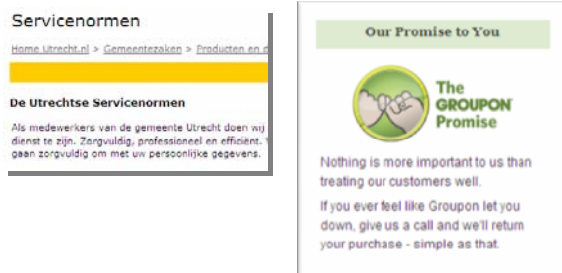 Servicenormen
Home Utrecht.nl > Gemeentezaken > Producten en d
De Utrechtse Servicenormen
Als medewerkers van de gemeente Utrecht doen wij
dienst te zijn. Zorgvuldig, professioneel en efficiënt.
gaan zorgvuldig om met uw persoonlijke gegevens.
Our Promise to You
The
GROUPON
Promise
Nothing is more important to us than
treating our customers well.
If you ever feel like Groupon let you
down, give us a call and we'll return
your purchase - simple as that.